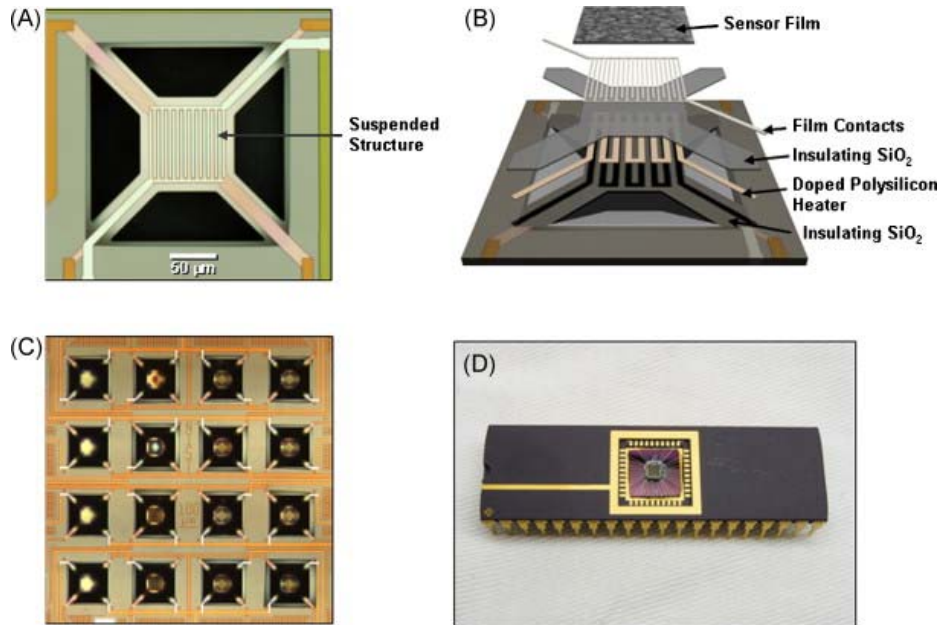 (A)
Suspended
Structure
50 µm
(B)
Sensor Film
Film Contacts
Insulating SiO₂
Doped Polysilicon
Heater
Insulating SiO₂
(C)
(D)